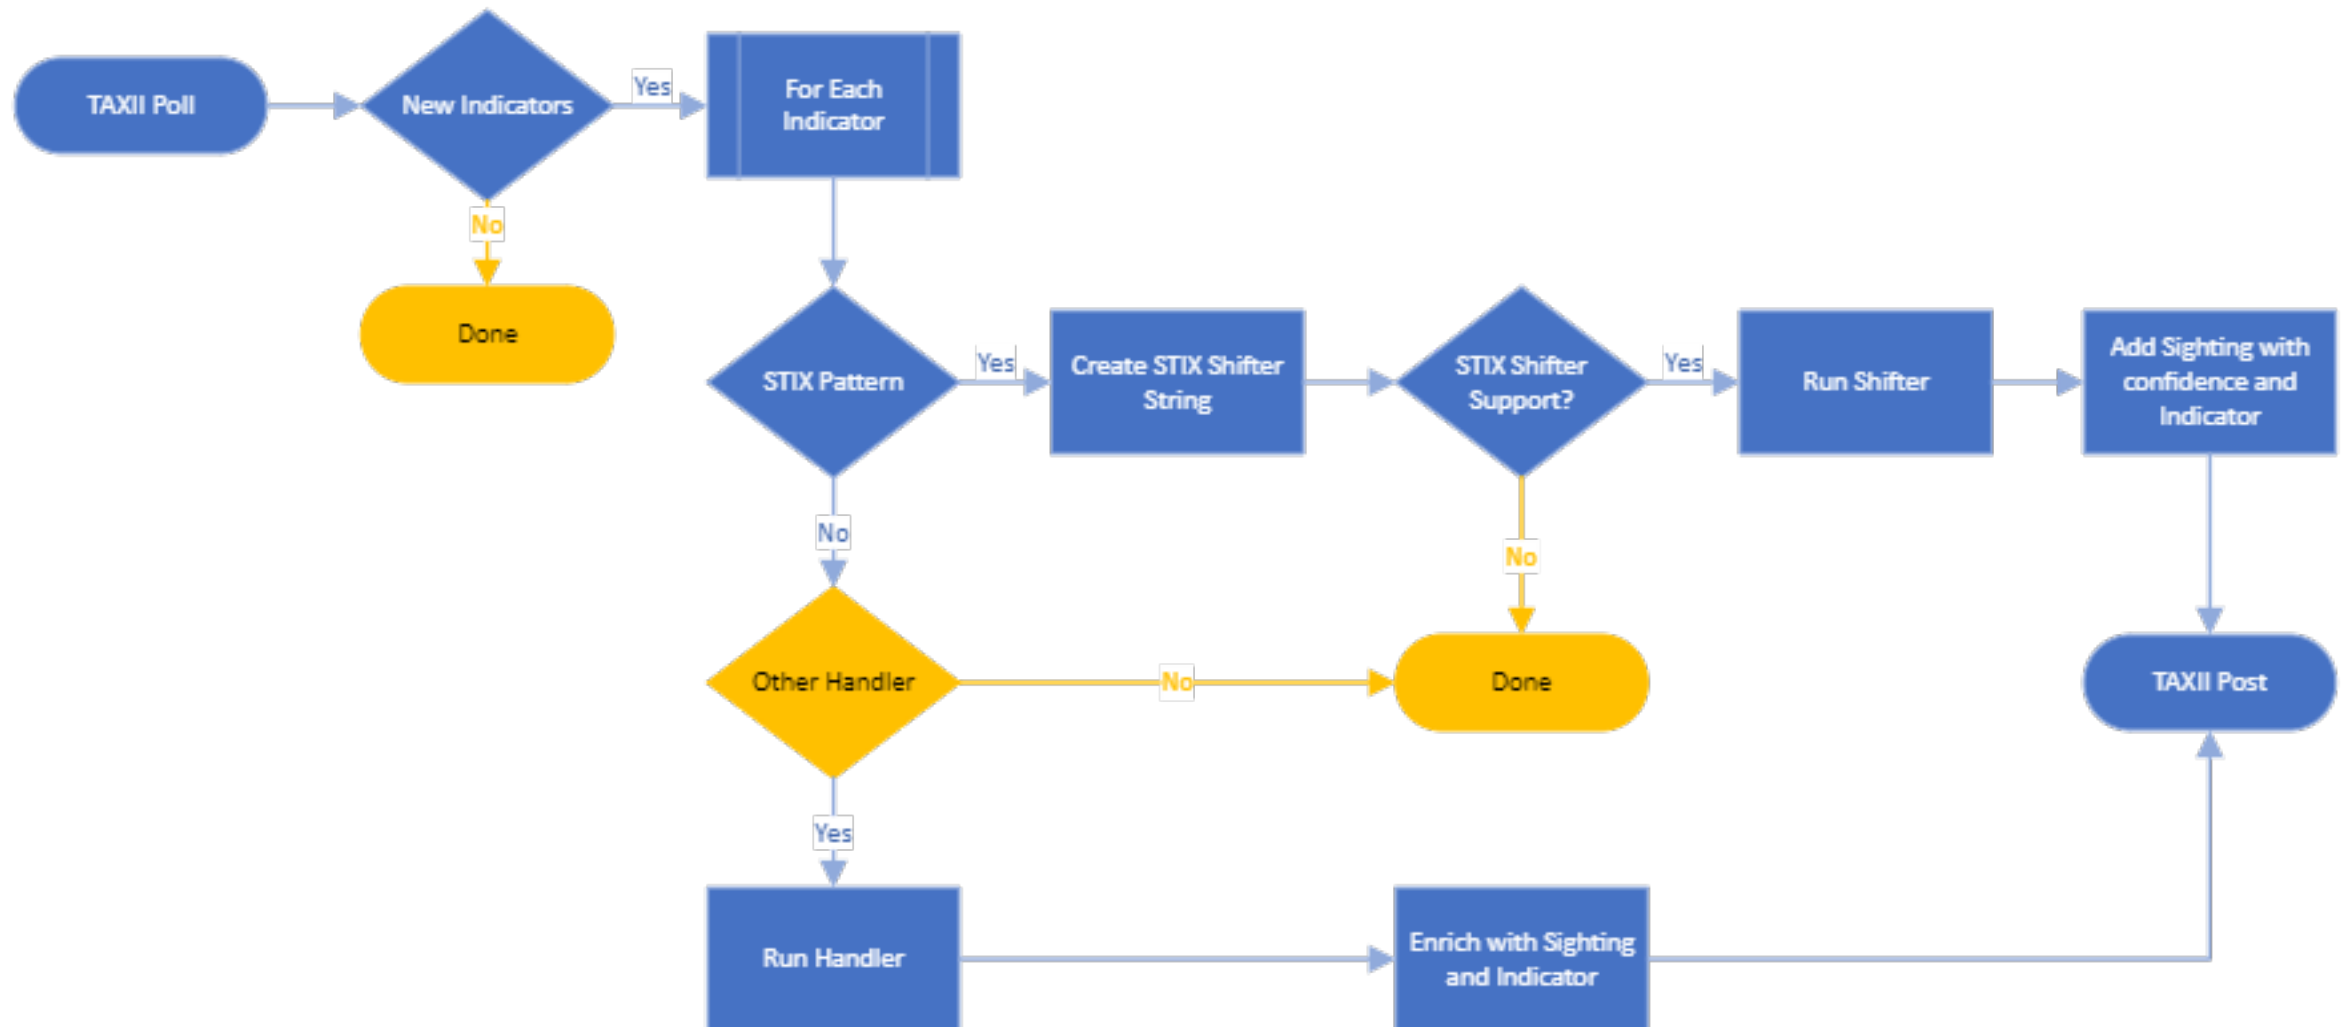 TAXII Poll
New Indicators
Yes
For Each
Indicator
No
Done
STIX Pattern
Yes
Create STIX Shifter
String
STIX Shifter
Support?
Yes
Run Shifter
Add Sighting with
confidence and
Indicator
No
No
Other Handler
No
Done
TAXII Post
Yes
Run Handler
Enrich with Sighting
and Indicator